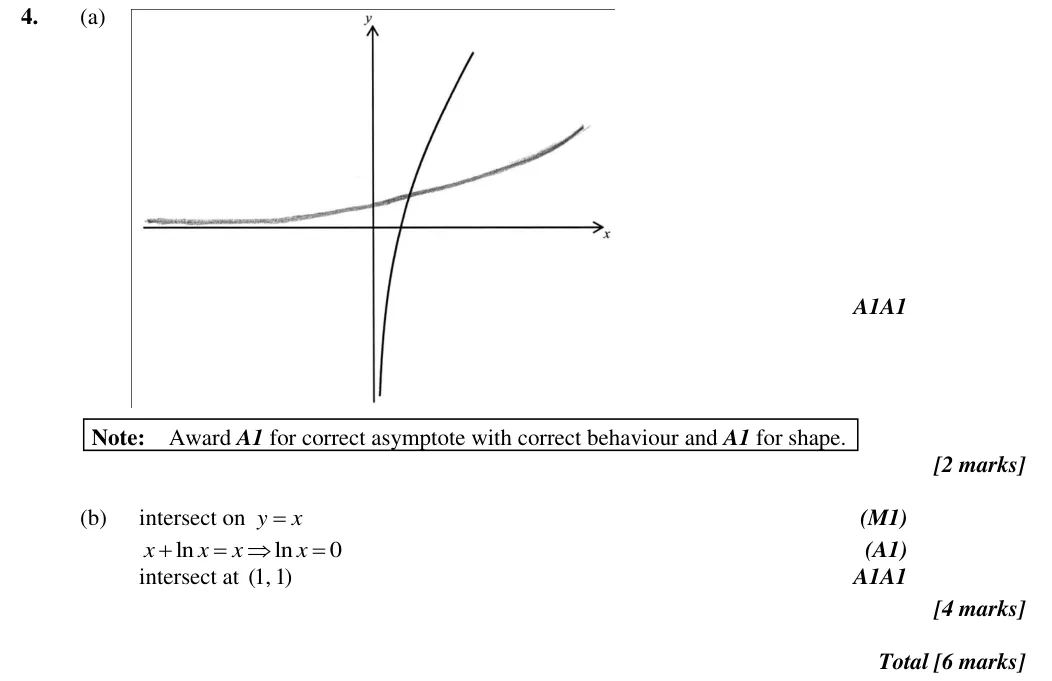 4. (a)
y
x
A1A1
Note: Award A1 for correct asymptote with correct behaviour and A1 for shape.
[2 marks]
(b) intersect on y = x (M1)
x + ln x = x ⇒ ln x = 0 (A1)
intersect at (1, 1) A1A1
[4 marks]
Total [6 marks]